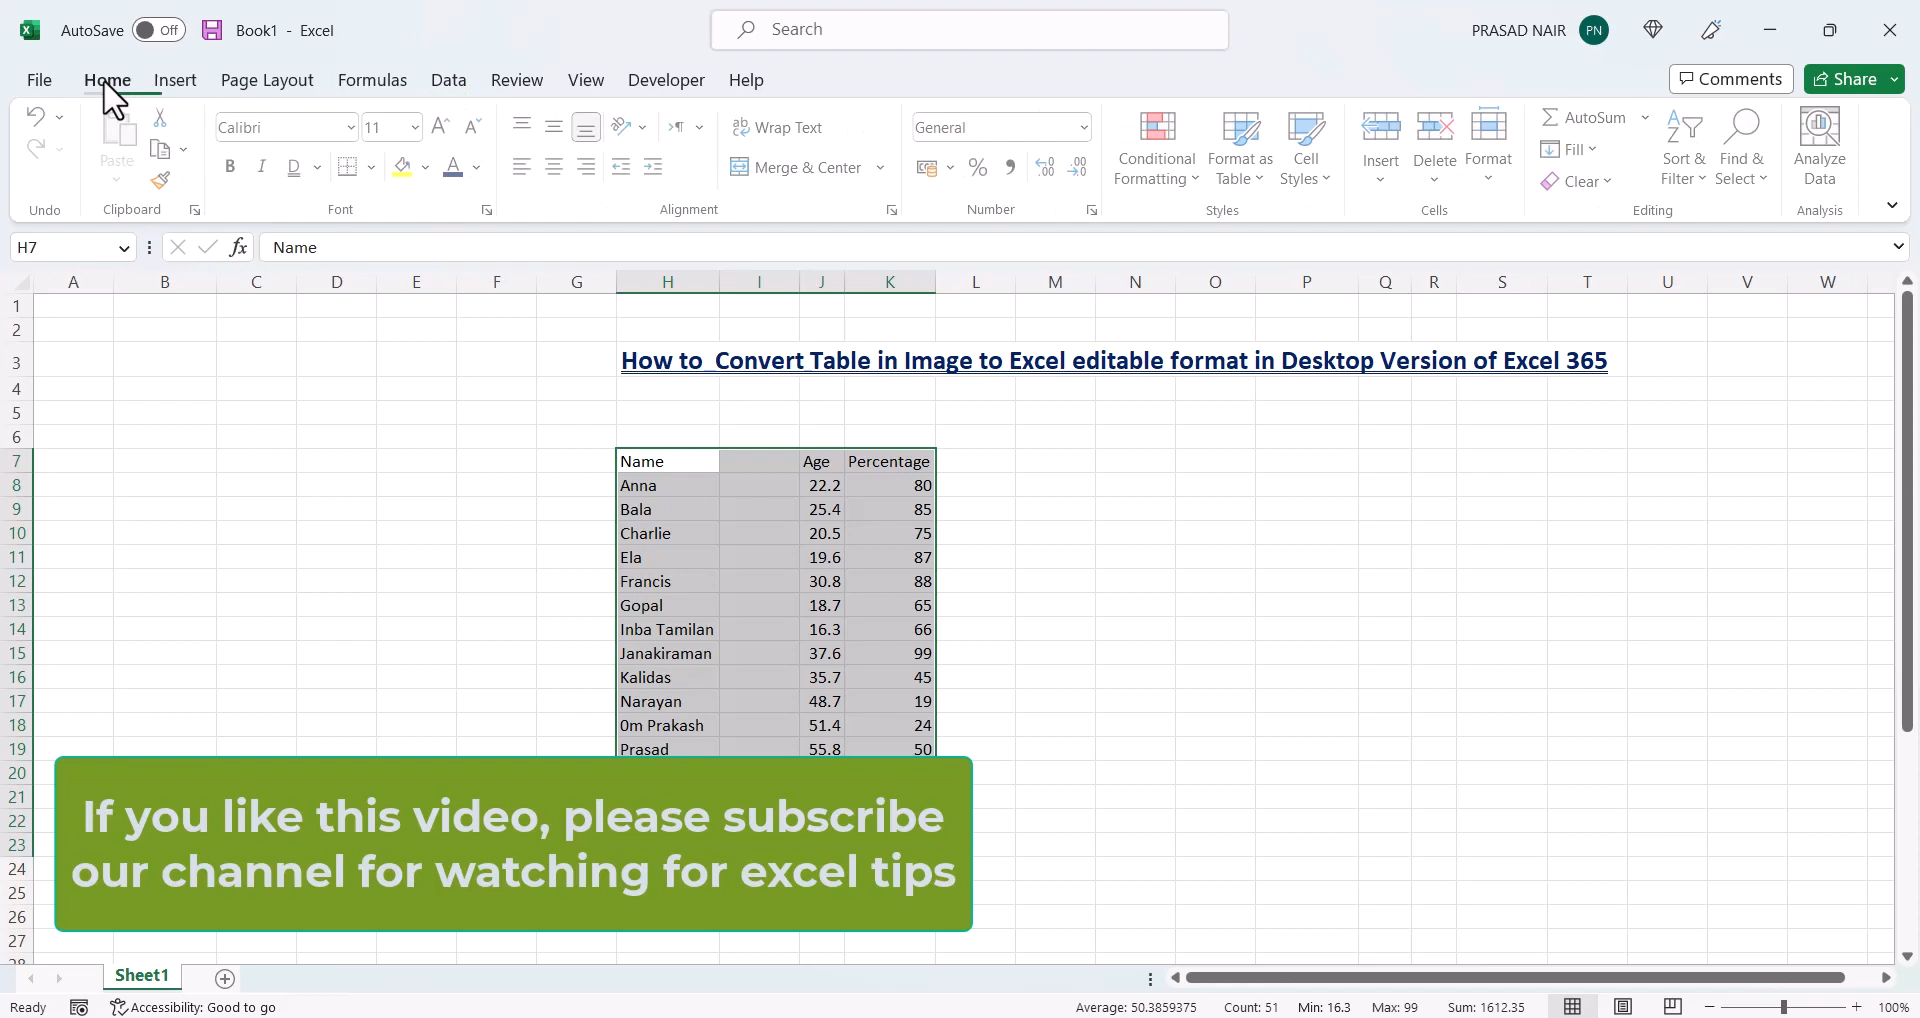 AutoSave Off Book1 - Excel Search PRASAD NAIR PN
File Home Insert Page Layout Formulas Data Review View Developer Help Comments Share
Calibri 11 Wrap Text General AutoSum
Paste Merge & Center Conditional Formatting Format as Table Cell Styles Insert Delete Format Fill Clear Sort & Filter Find & Select Analyze Data
Undo Clipboard Font Alignment Number Styles Cells Editing Analysis
H7 fx Name
A B C D E F G H I J K L M N O P Q R S T U V W
1
2
3 How to Convert Table in Image to Excel editable format in Desktop Version of Excel 365
4
5
6
7 Name Age Percentage
8 Anna 22.2 80
9 Bala 25.4 85
10 Charlie 20.5 75
11 Ela 19.6 87
12 Francis 30.8 88
13 Gopal 18.7 65
14 Inba Tamilan 16.3 66
15 Janakiraman 37.6 99
16 Kalidas 35.7 45
17 Narayan 48.7 19
18 0m Prakash 51.4 24
19 Prasad 55.8 50
20
21
22
23
24
25
26
27
If you like this video, please subscribe
our channel for watching for excel tips
Sheet1
Ready Accessibility: Good to go Average: 50.3859375 Count: 51 Min: 16.3 Max: 99 Sum: 1612.35 100%